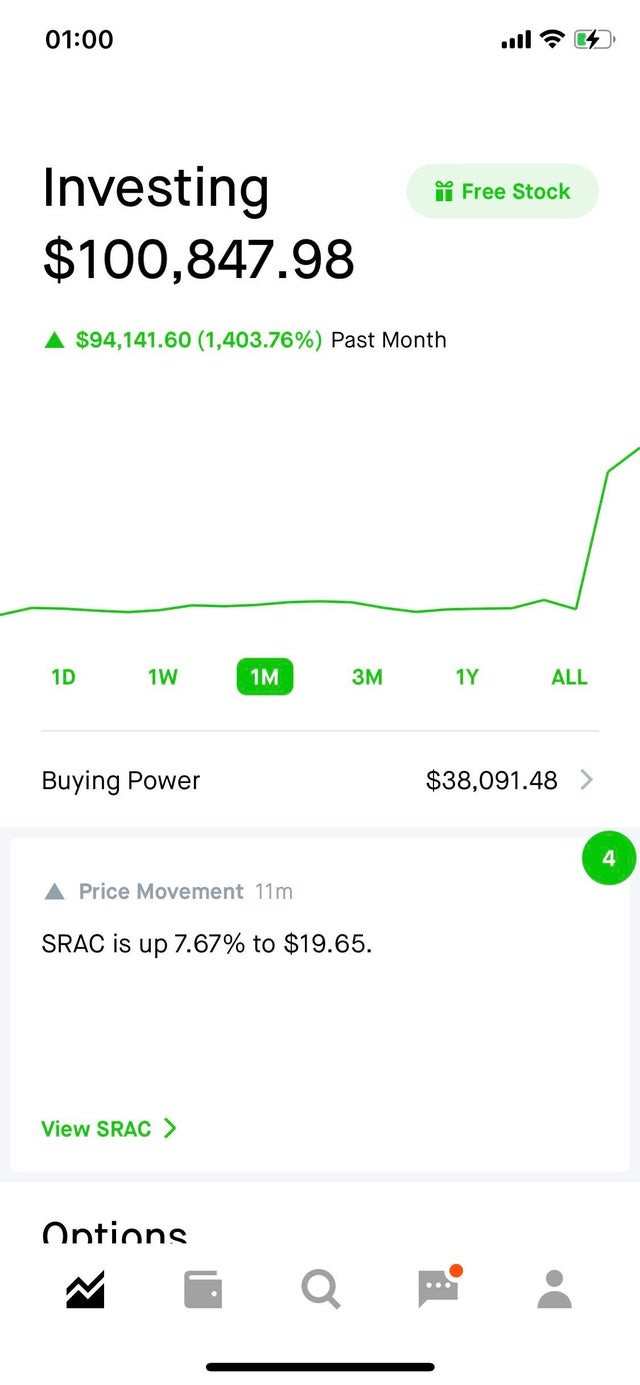 01:00
Investing
Free Stock
$100,847.98
▲ $94,141.60 (1,403.76%) Past Month
1D 1W 1M 3M 1Y ALL
Buying Power $38,091.48
4
▲ Price Movement 11m
SRAC is up 7.67% to $19.65.
View SRAC
Options